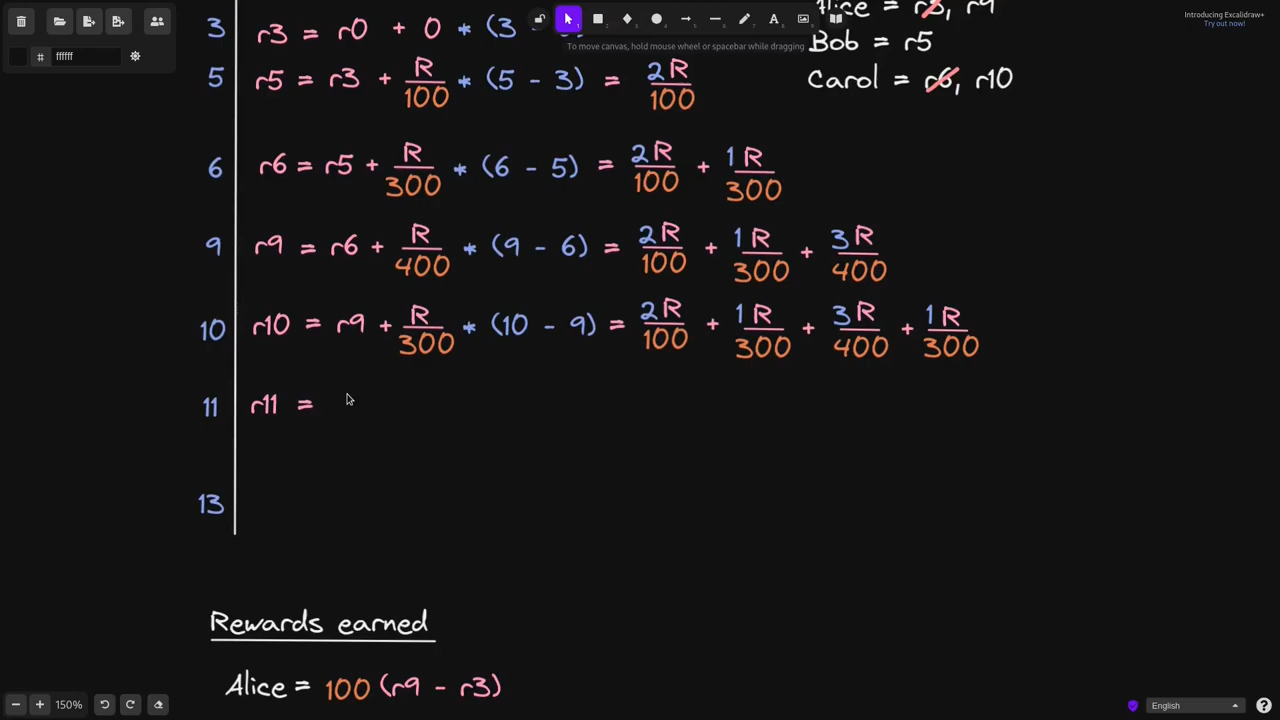 Introducing Excalidraw+
Try out now!
To move canvas, hold mouse wheel or spacebar while dragging
# ffffff
Alice = r3, r9
Bob = r5
Carol = r6, r10
3 r3 = r0 + 0 * (3
5 r5 = r3 + R/100 * (5 - 3) = 2R/100
6 r6 = r5 + R/300 * (6 - 5) = 2R/100 + 1R/300
9 r9 = r6 + R/400 * (9 - 6) = 2R/100 + 1R/300 + 3R/400
10 r10 = r9 + R/300 * (10 - 9) = 2R/100 + 1R/300 + 3R/400 + 1R/300
11 r11 =
13
Rewards earned
Alice = 100 (r9 - r3)
150%
English